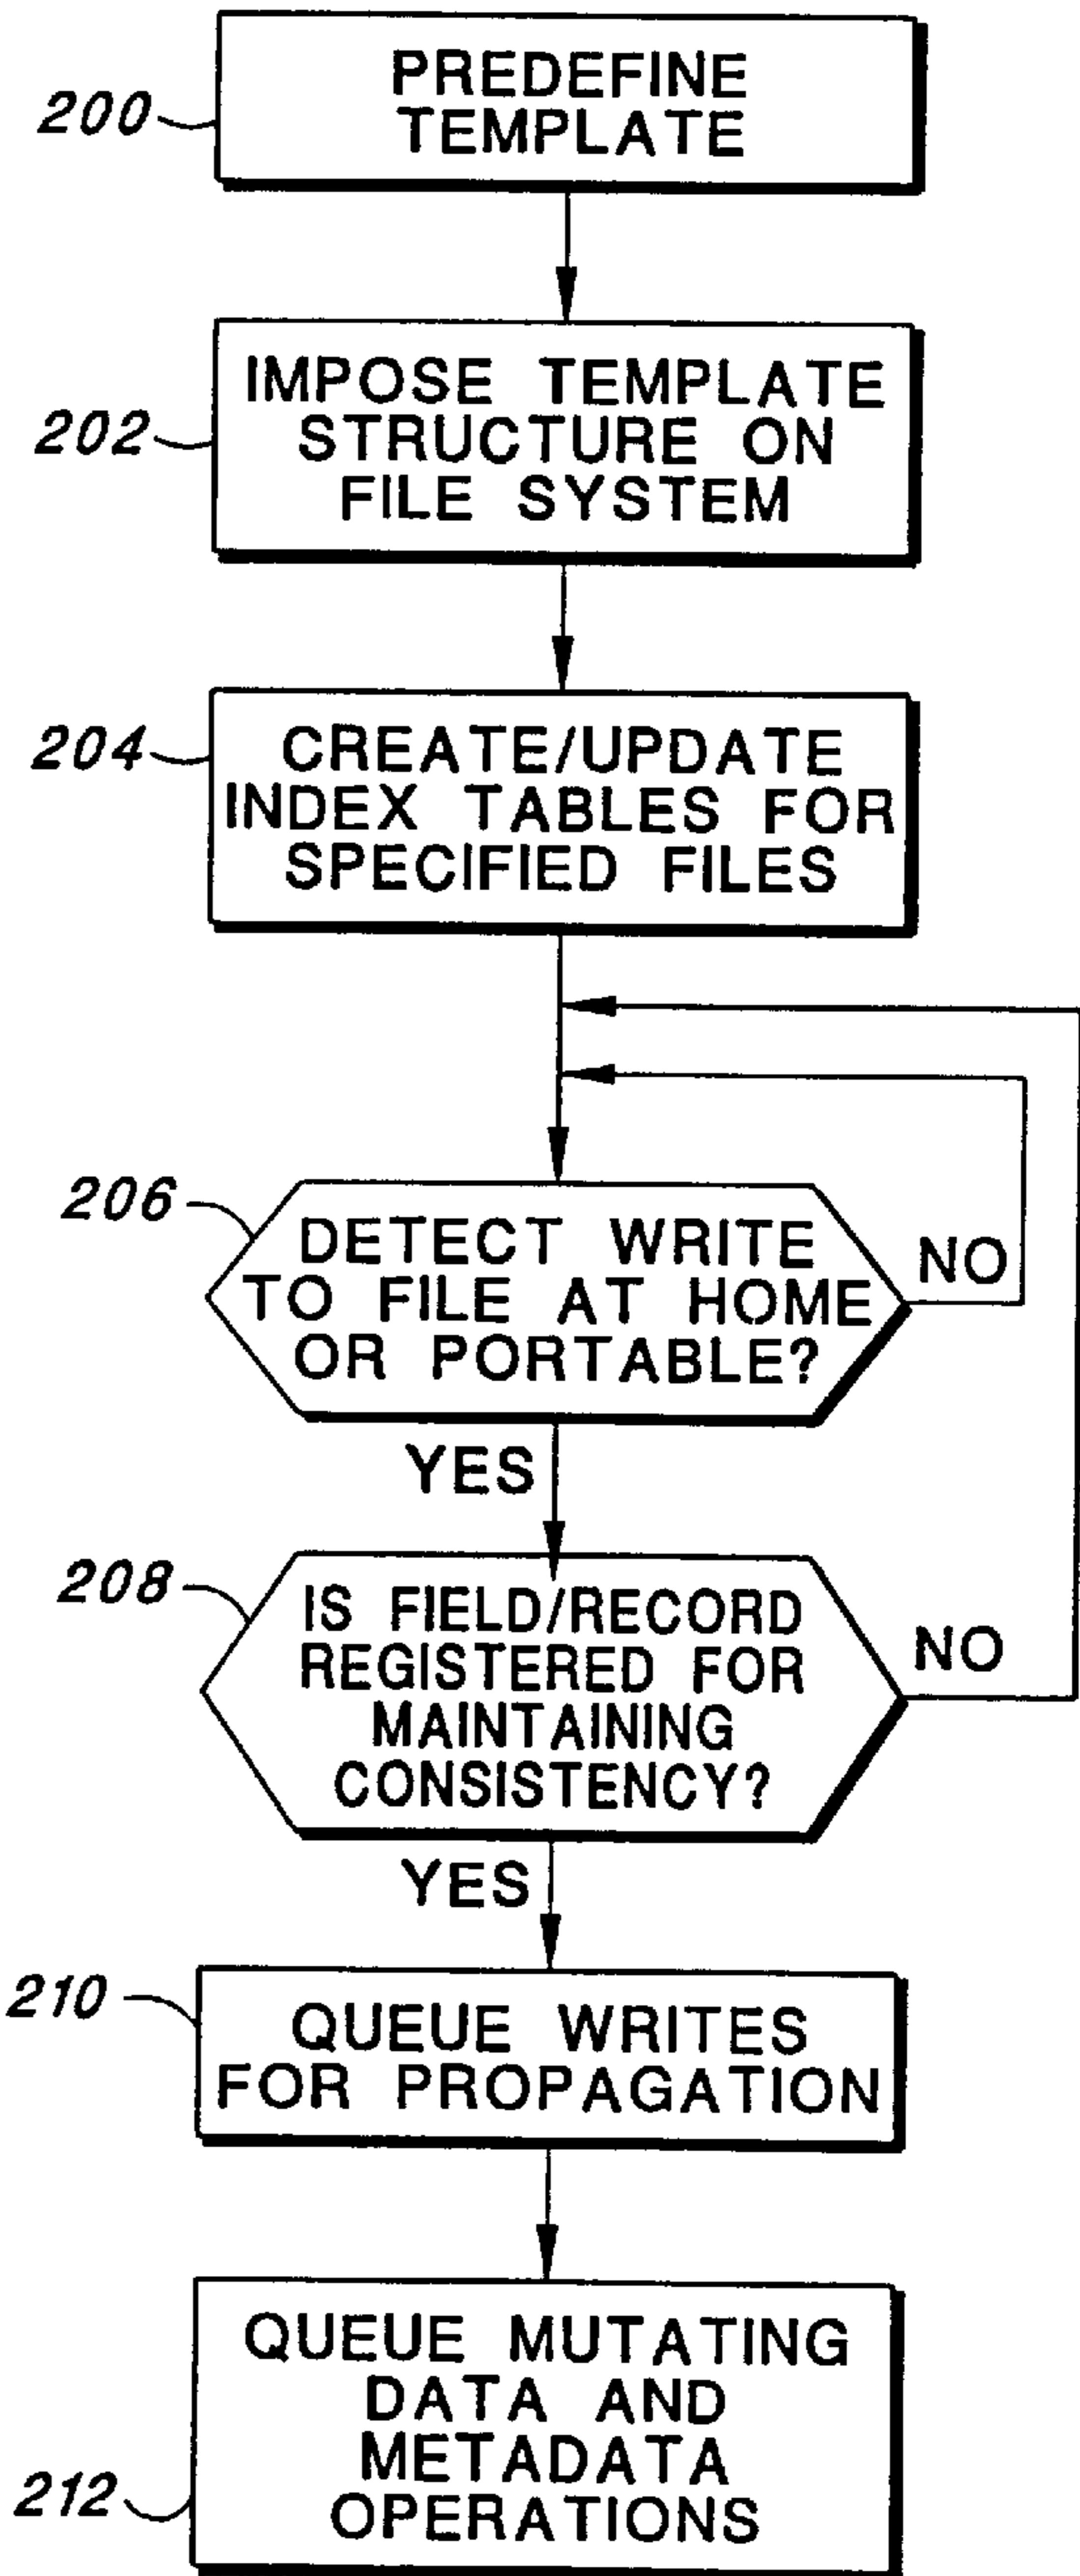 200
PREDEFINE
TEMPLATE
202
IMPOSE TEMPLATE
STRUCTURE ON
FILE SYSTEM
204
CREATE/UPDATE
INDEX TABLES FOR
SPECIFIED FILES
206
DETECT WRITE
TO FILE AT HOME
OR PORTABLE?
NO
YES
208
IS FIELD/RECORD
REGISTERED FOR
MAINTAINING
CONSISTENCY?
NO
YES
210
QUEUE WRITES
FOR PROPAGATION
212
QUEUE MUTATING
DATA AND
METADATA
OPERATIONS